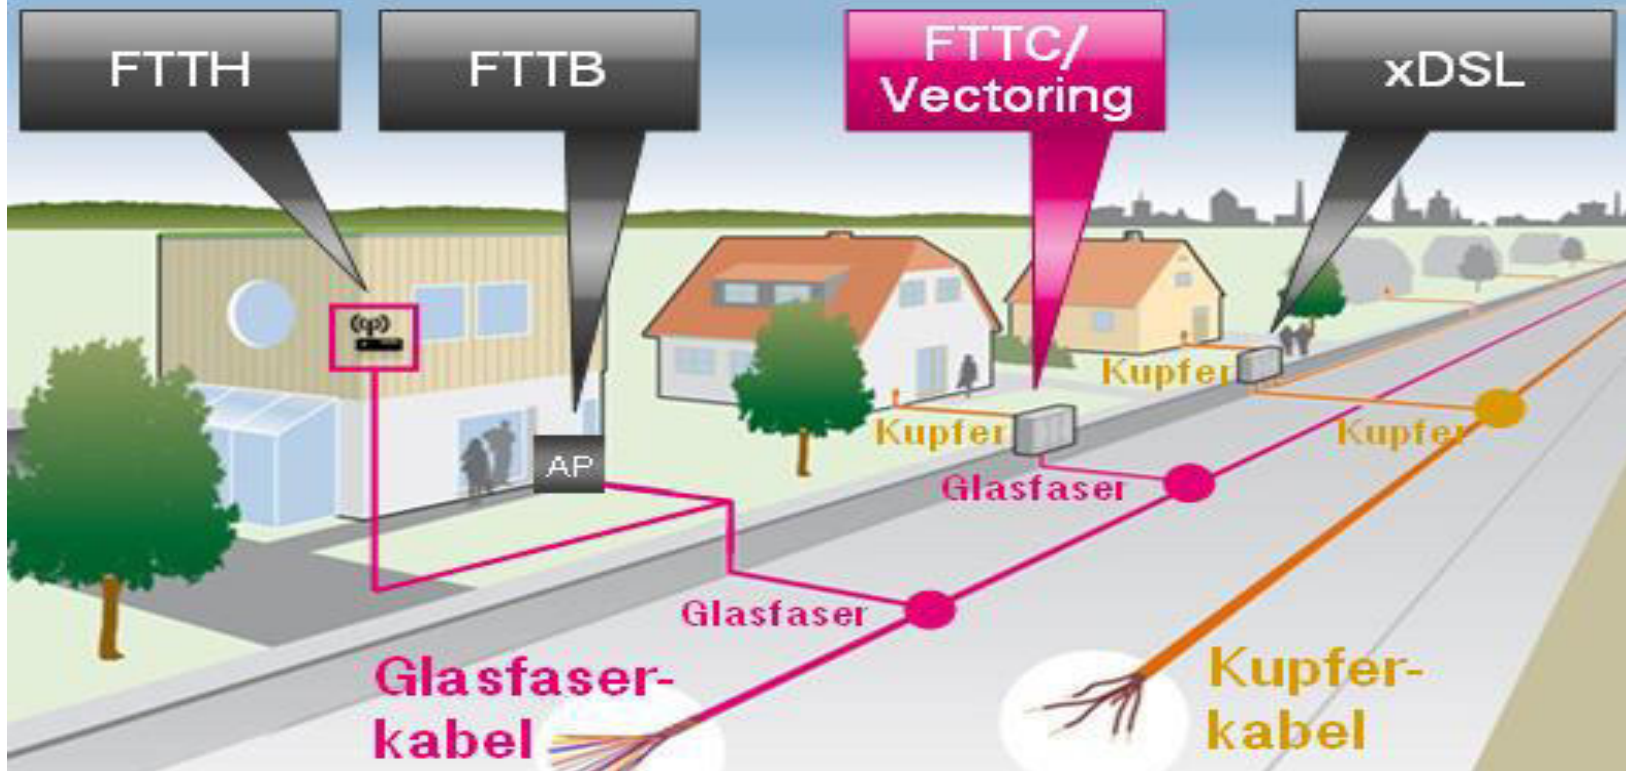 FTTH
FTTB
FTTC/
Vectoring
xDSL
Kupfer
Kupfer
Kupfer
AP
Glasfaser
Glasfaser
Glasfaser-
kabel
Kupfer-
kabel